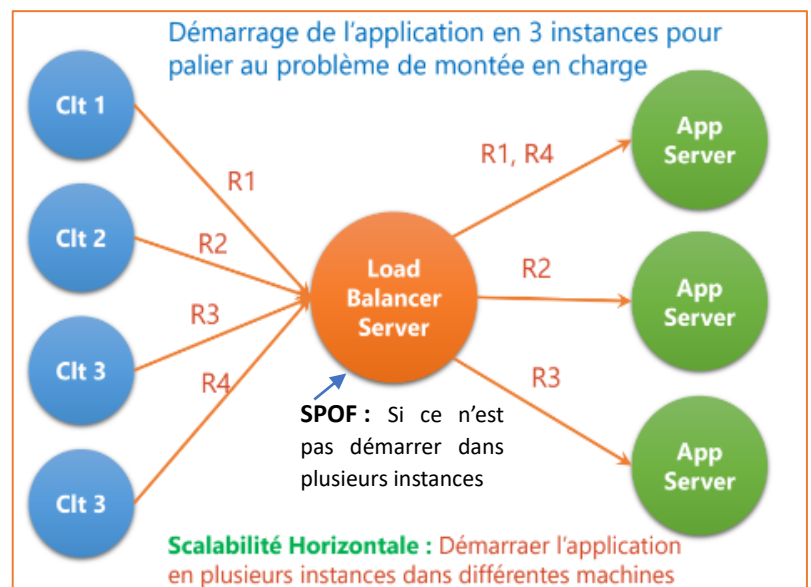 Démarrage de l'application en 3 instances pour
palier au problème de montée en charge
Clt 1
Clt 2
Clt 3
Clt 3
R1
R2
R3
R4
Load
Balancer
Server
R1, R4
R2
R3
App
Server
App
Server
App
Server
SPOF : Si ce n'est
pas démarrer dans
plusieurs instances
Scalabilité Horizontale : Démarraer l'application
en plusieurs instances dans différentes machines